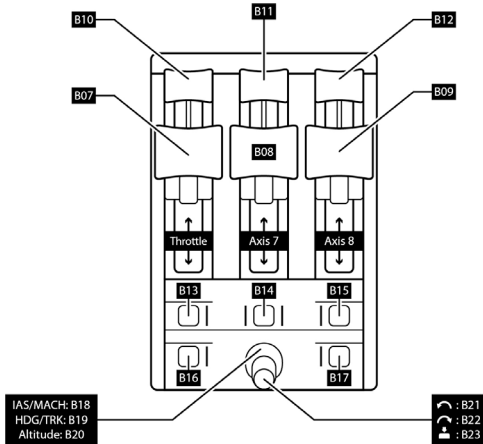 B11
B10
B12
B07
B09
B08
Throttle
Axis 7
Axis 8
B13
B14
B15
B16
B17
IAS/MACH: B18
HDG/TRK: B19
Altitude: B20
: B21
: B22
: B23